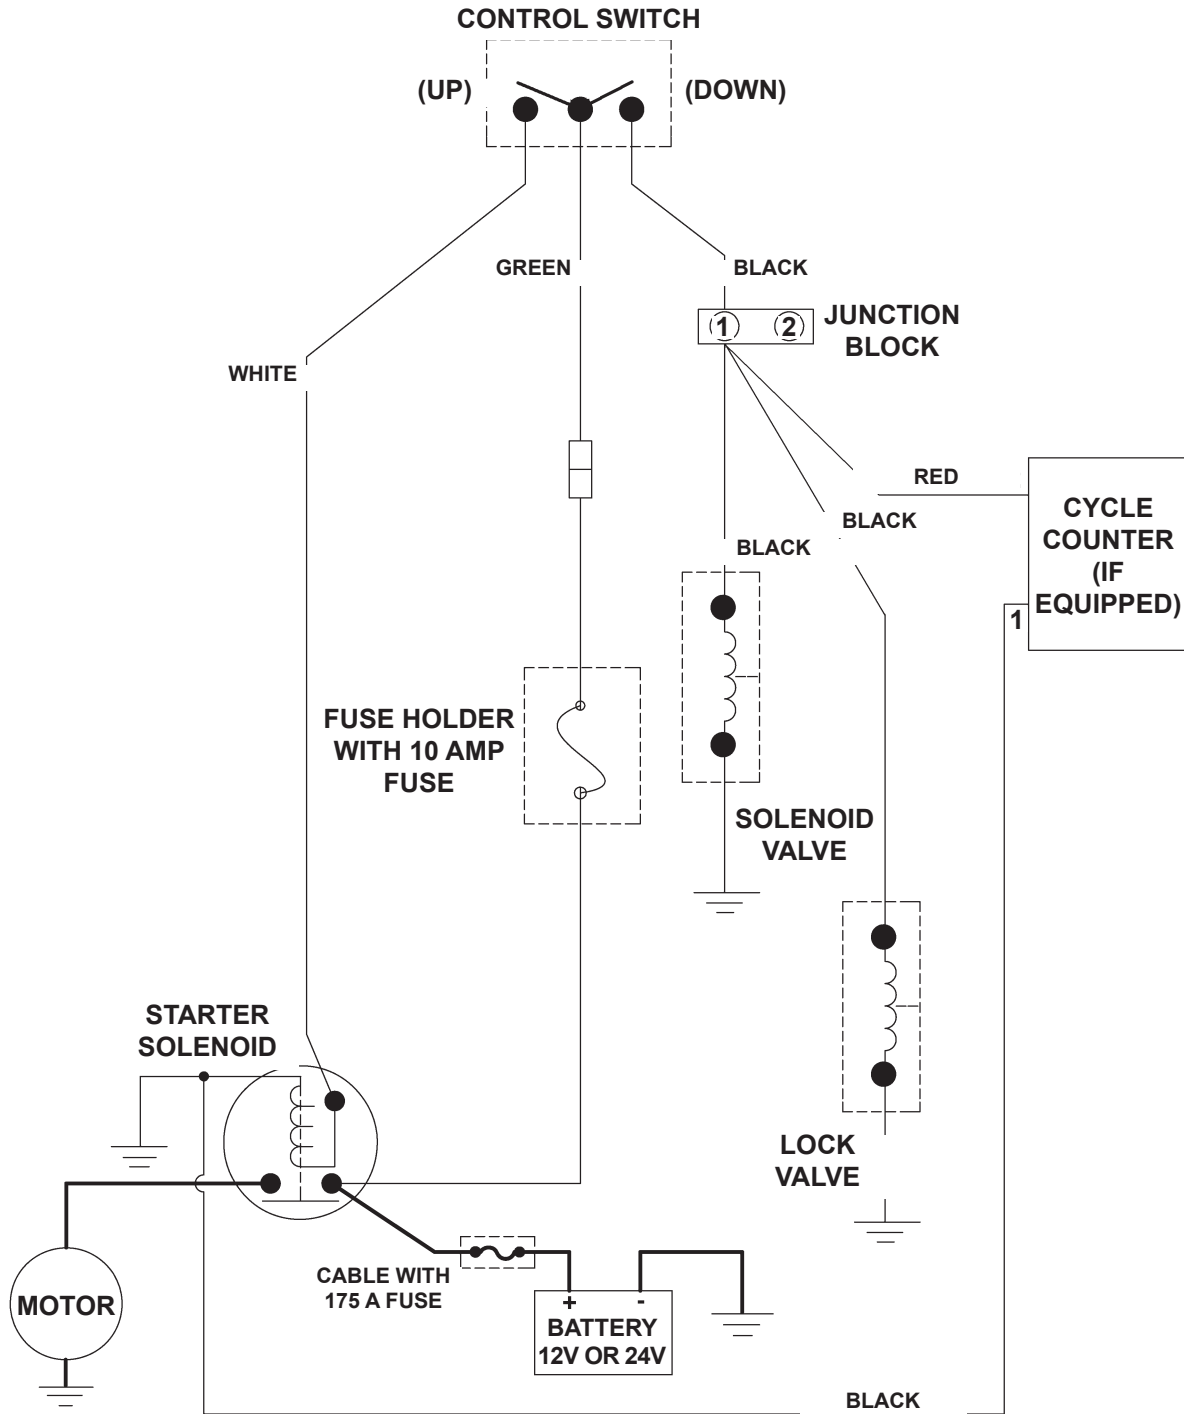 CONTROL SWITCH
(UP)
(DOWN)
GREEN
BLACK
1
2
JUNCTION
BLOCK
WHITE
RED
BLACK
BLACK
CYCLE
COUNTER
(IF
EQUIPPED)
1
FUSE HOLDER
WITH 10 AMP
FUSE
SOLENOID
VALVE
STARTER
SOLENOID
LOCK
VALVE
CABLE WITH
175 A FUSE
MOTOR
+ -
BATTERY
12V OR 24V
BLACK